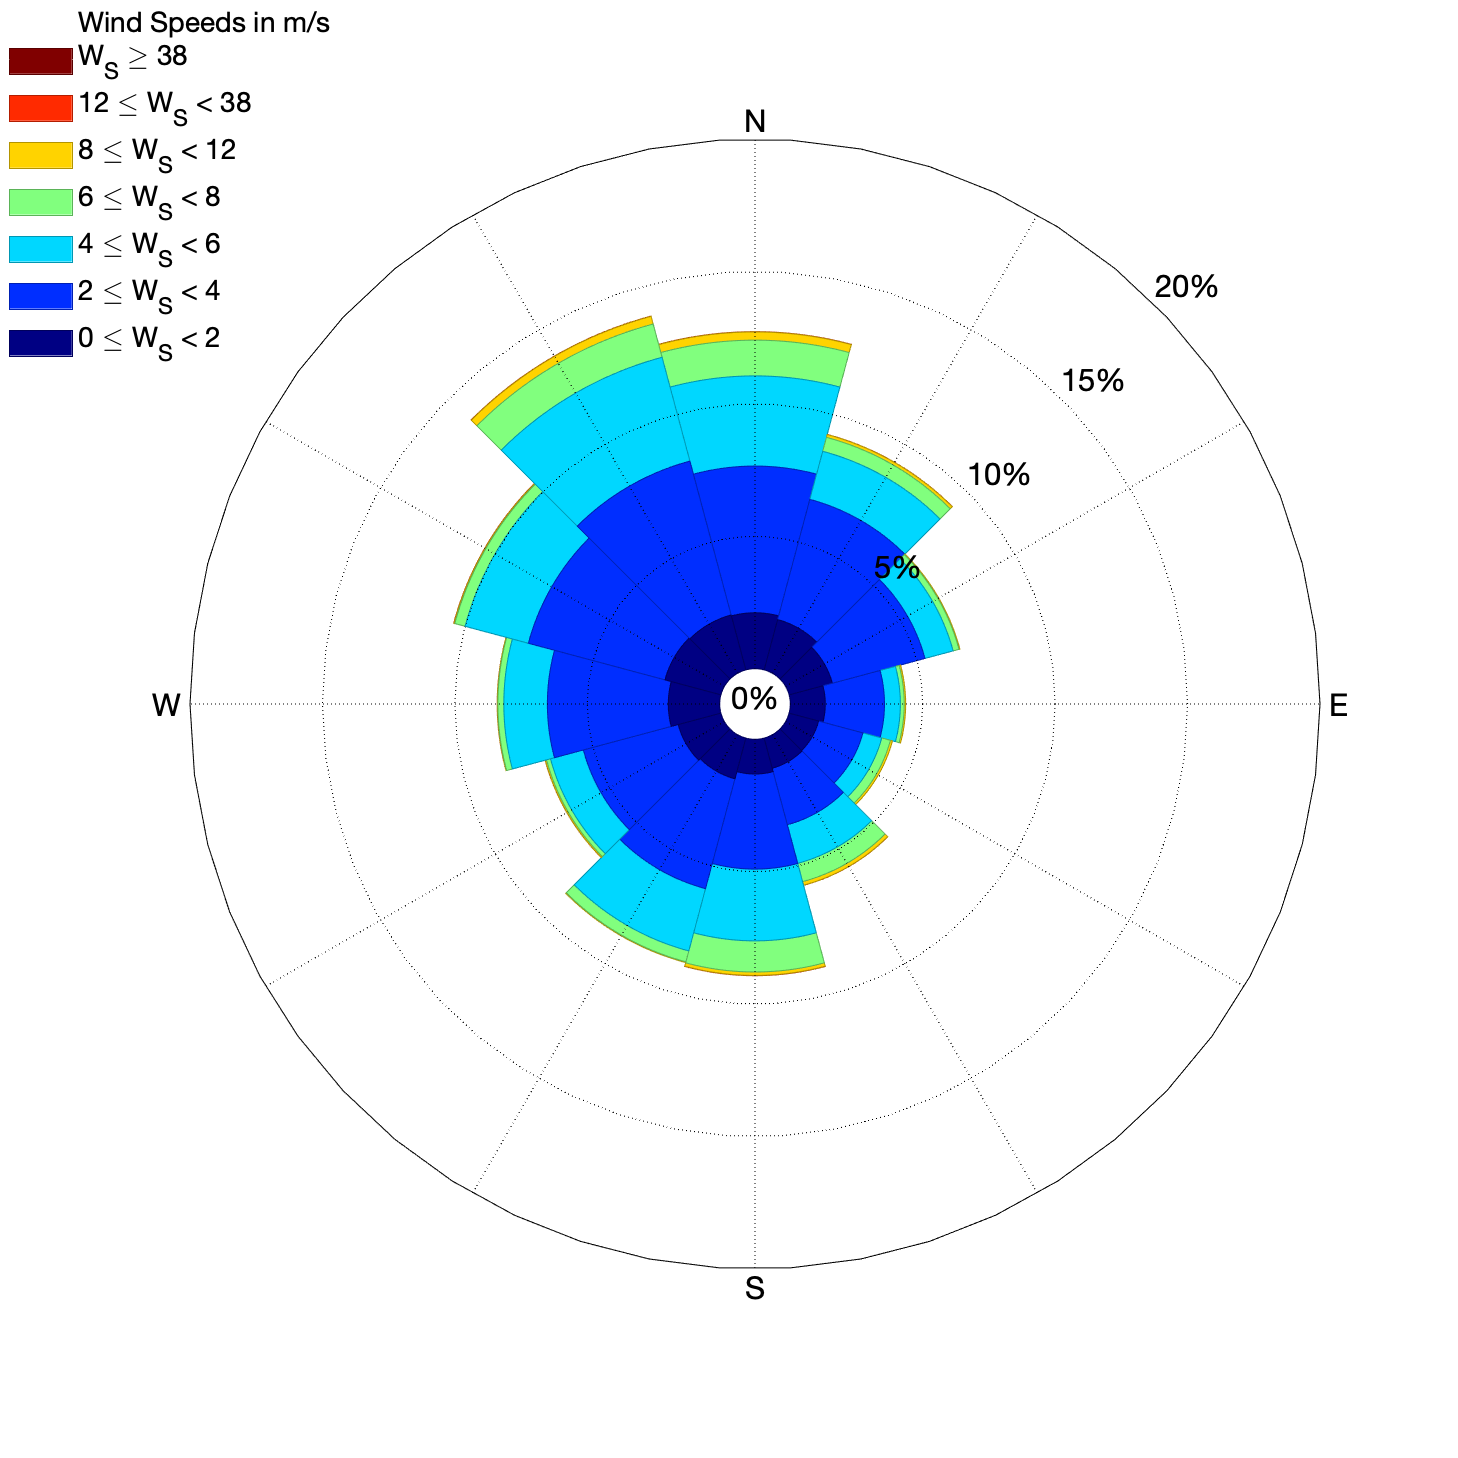 Wind Speeds in m/s
W_S ≥ 38
12 ≤ W_S < 38
8 ≤ W_S < 12
6 ≤ W_S < 8
4 ≤ W_S < 6
2 ≤ W_S < 4
0 ≤ W_S < 2
N
20%
15%
10%
5%
W
0%
E
S